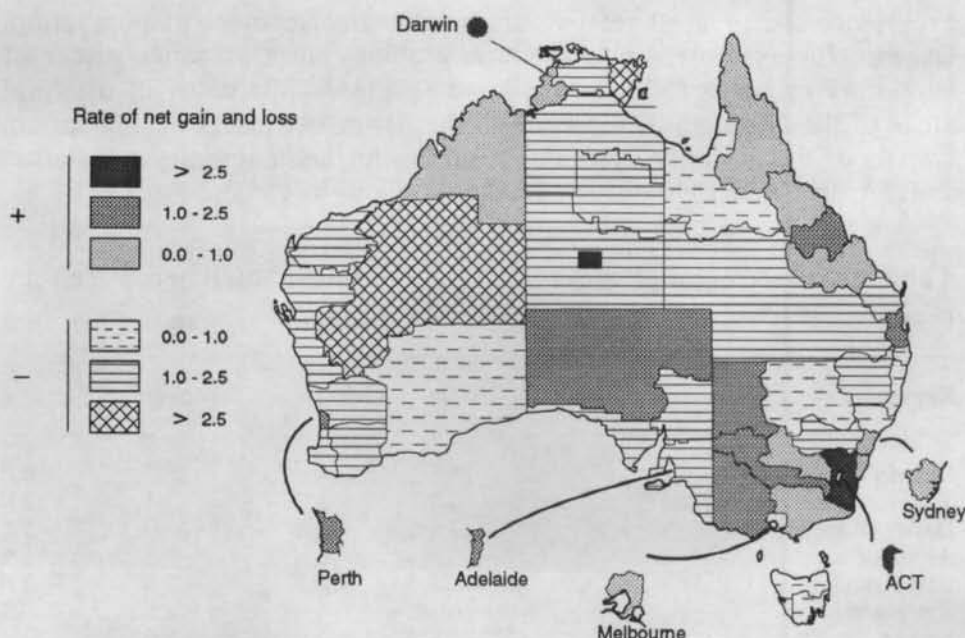 Darwin
Rate of net gain and loss
> 2.5
+
1.0 - 2.5
0.0 - 1.0
0.0 - 1.0
–
1.0 - 2.5
> 2.5
Sydney
Perth
Adelaide
ACT
Melbourne